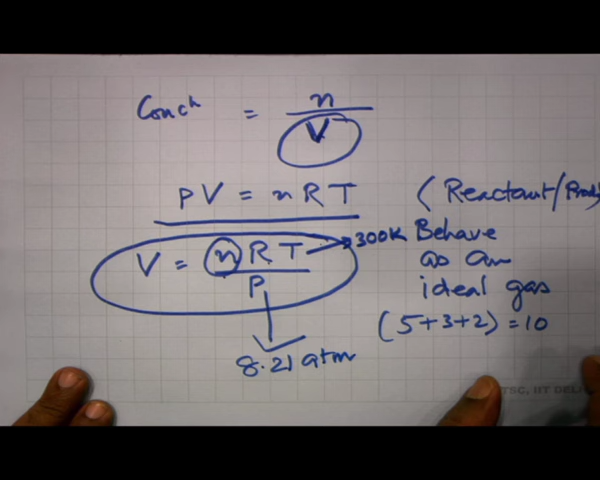 Concn = n / V
PV = nRT (Reactant/Prod
V = nRT / P → 300K Behave
as an
ideal gas
(5+3+2) = 10
8.21 atm